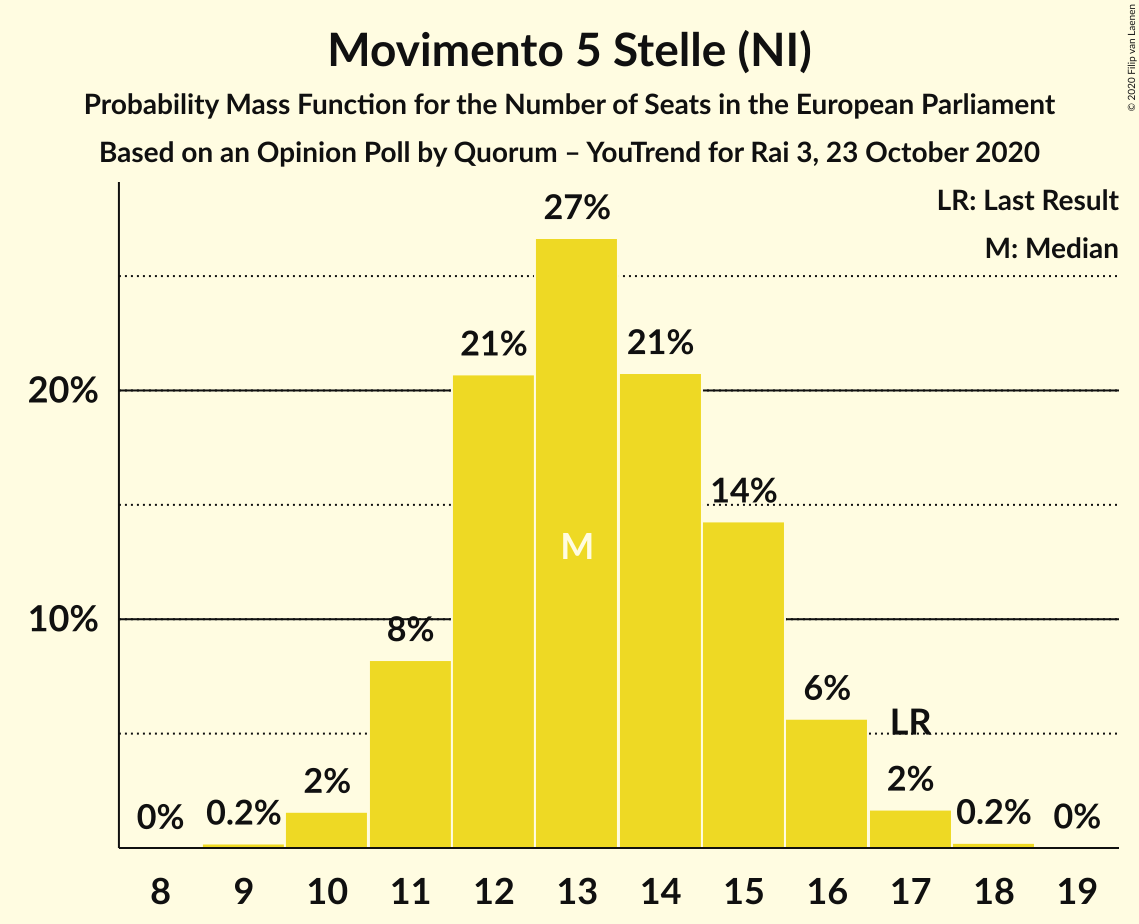 Movimento 5 Stelle (NI)
Probability Mass Function for the Number of Seats in the European Parliament
Based on an Opinion Poll by Quorum – YouTrend for Rai 3, 23 October 2020
© 2020 Filip van Laenen
LR: Last Result
M: Median
27%
21%
21%
20%
14%
M
10%
8%
6%
LR
2%
2%
0%
0.2%
0.2%
0%
8 9 10 11 12 13 14 15 16 17 18 19